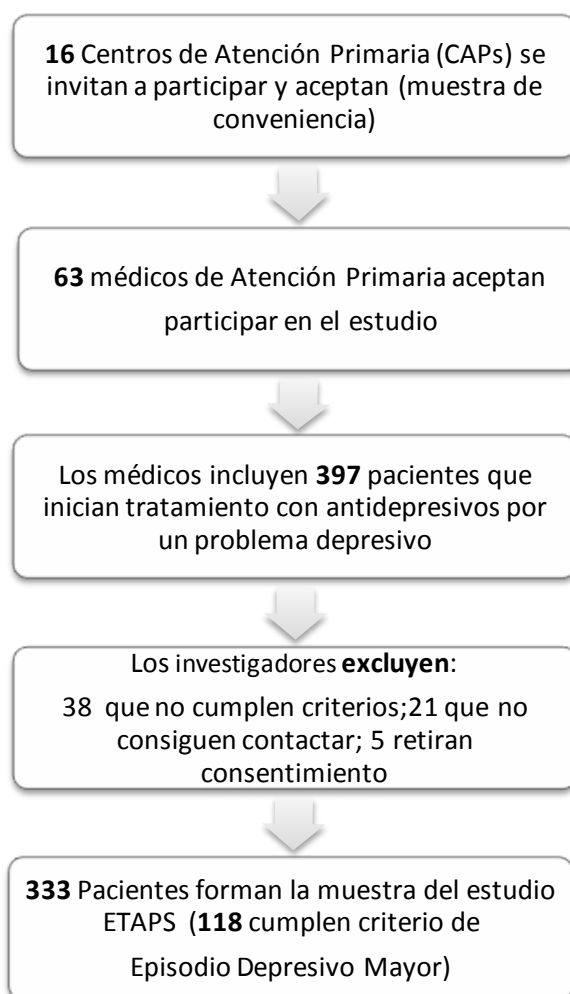 16 Centros de Atención Primaria (CAPs) se
invitan a participar y aceptan (muestra de
conveniencia)
63 médicos de Atención Primaria aceptan
participar en el estudio
Los médicos incluyen 397 pacientes que
inician tratamiento con antidepresivos por
un problema depresivo
Los investigadores excluyen:
38 que no cumplen criterios;21 que no
consiguen contactar; 5 retiran
consentimiento
333 Pacientes forman la muestra del estudio
ETAPS (118 cumplen criterio de
Episodio Depresivo Mayor)